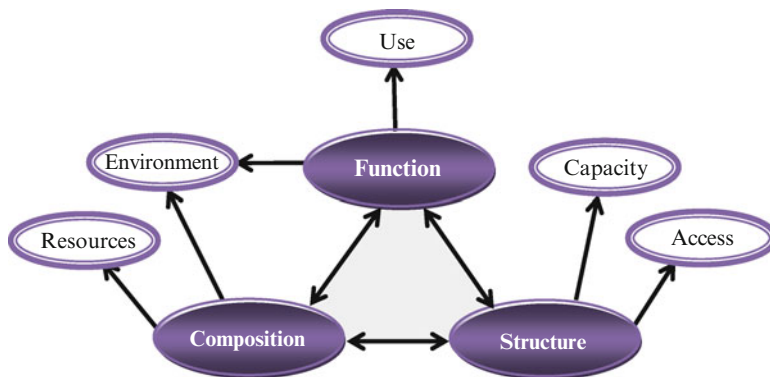 Use
Environment
Function
Capacity
Resources
Access
Composition
Structure